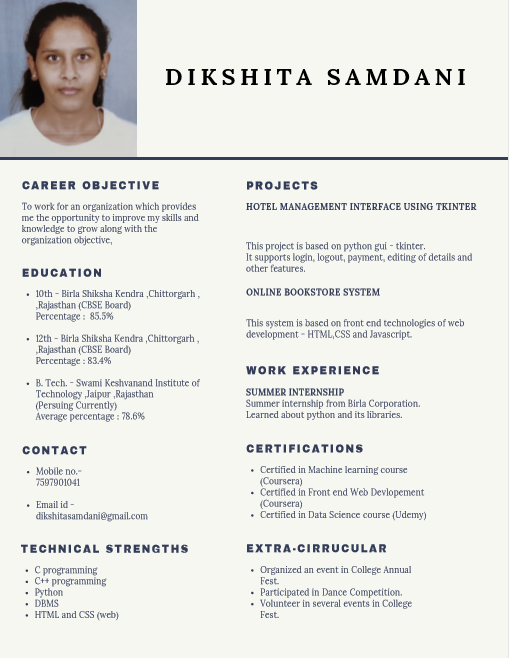 DIKSHITA SAMDANI
CAREER OBJECTIVE
To work for an organization which provides
me the opportunity to improve my skills and
knowledge to grow along with the
organization objective,
EDUCATION
• 10th - Birla Shiksha Kendra ,Chittorgarh ,
,Rajasthan (CBSE Board)
Percentage : 85.5%
• 12th - Birla Shiksha Kendra ,Chittorgarh ,
,Rajasthan (CBSE Board)
Percentage : 83.4%
• B. Tech. - Swami Keshvanand Institute of
Technology ,Jaipur ,Rajasthan
(Persuing Currently)
Average percentage : 78.6%
CONTACT
• Mobile no.-
7597901041
• Email id -
dikshitasamdani@gmail.com
TECHNICAL STRENGTHS
• C programming
• C++ programming
• Python
• DBMS
• HTML and CSS (web)
PROJECTS
HOTEL MANAGEMENT INTERFACE USING TKINTER
This project is based on python gui - tkinter.
It supports login, logout, payment, editing of details and
other features.
ONLINE BOOKSTORE SYSTEM
This system is based on front end technologies of web
development - HTML,CSS and Javascript.
WORK EXPERIENCE
SUMMER INTERNSHIP
Summer internship from Birla Corporation.
Learned about python and its libraries.
CERTIFICATIONS
• Certified in Machine learning course
(Coursera)
• Certified in Front end Web Devlopement
(Coursera)
• Certified in Data Science course (Udemy)
EXTRA-CIRRUCULAR
• Organized an event in College Annual
Fest.
• Participated in Dance Competition.
• Volunteer in several events in College
Fest.